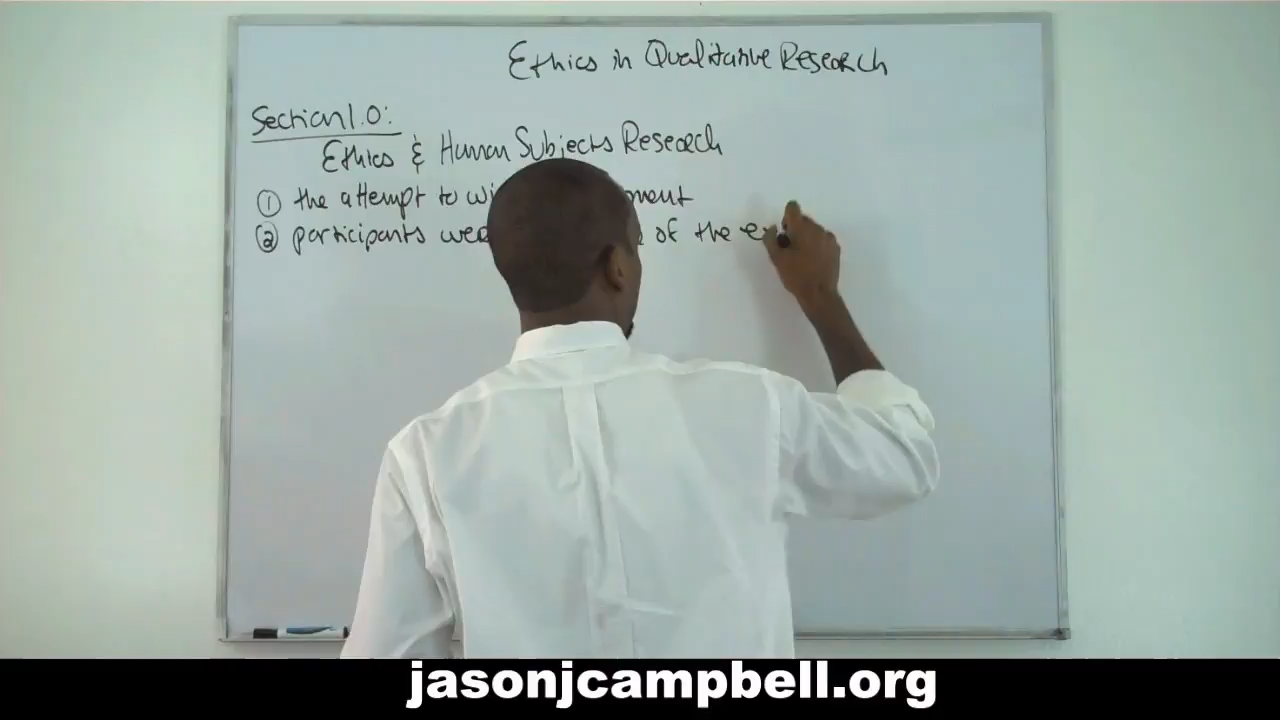 Ethics in Qualitative Research
Section 1.0:
Ethics & Human Subjects Research
① the attempt to
② participants of the
jasonjcampbell.org